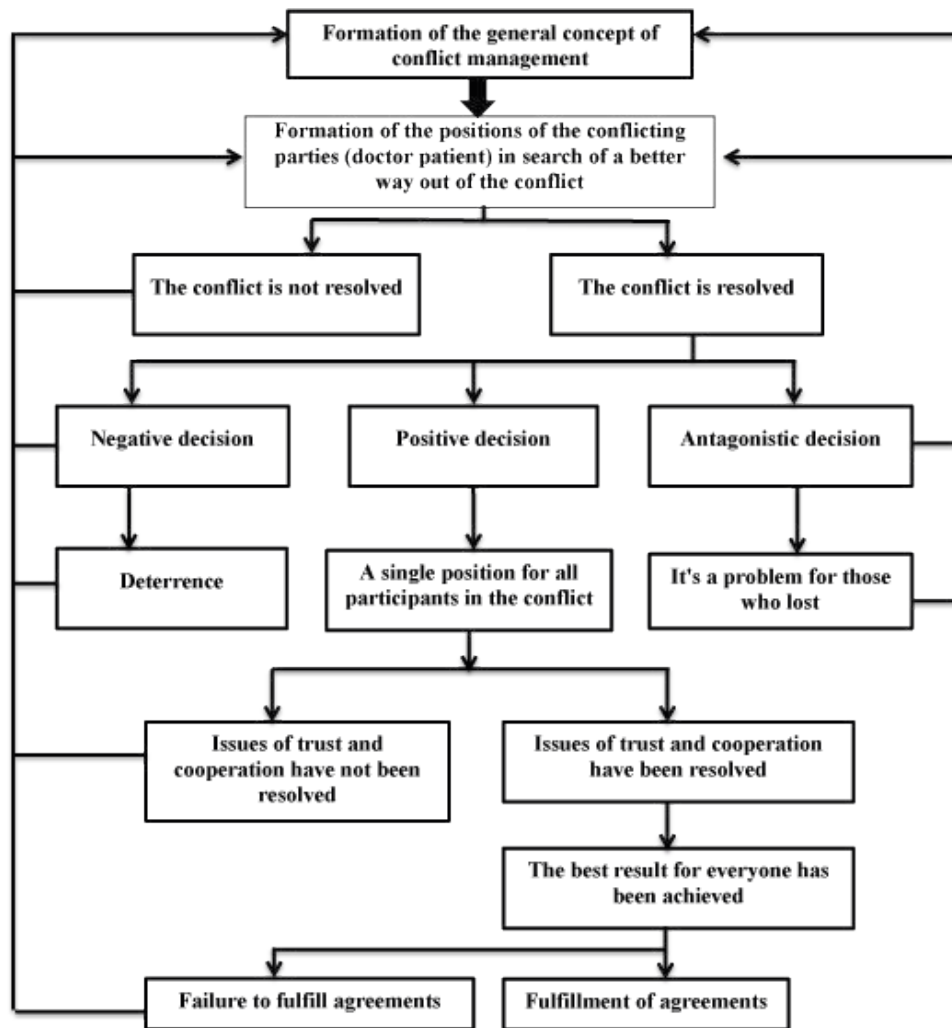 Formation of the general concept of
conflict management
Formation of the positions of the conflicting
parties (doctor patient) in search of a better
way out of the conflict
The conflict is not resolved
The conflict is resolved
Negative decision
Positive decision
Antagonistic decision
Deterrence
A single position for all
participants in the conflict
It's a problem for those
who lost
Issues of trust and
cooperation have not been
resolved
Issues of trust and cooperation
have been resolved
The best result for everyone has
been achieved
Failure to fulfill agreements
Fulfillment of agreements